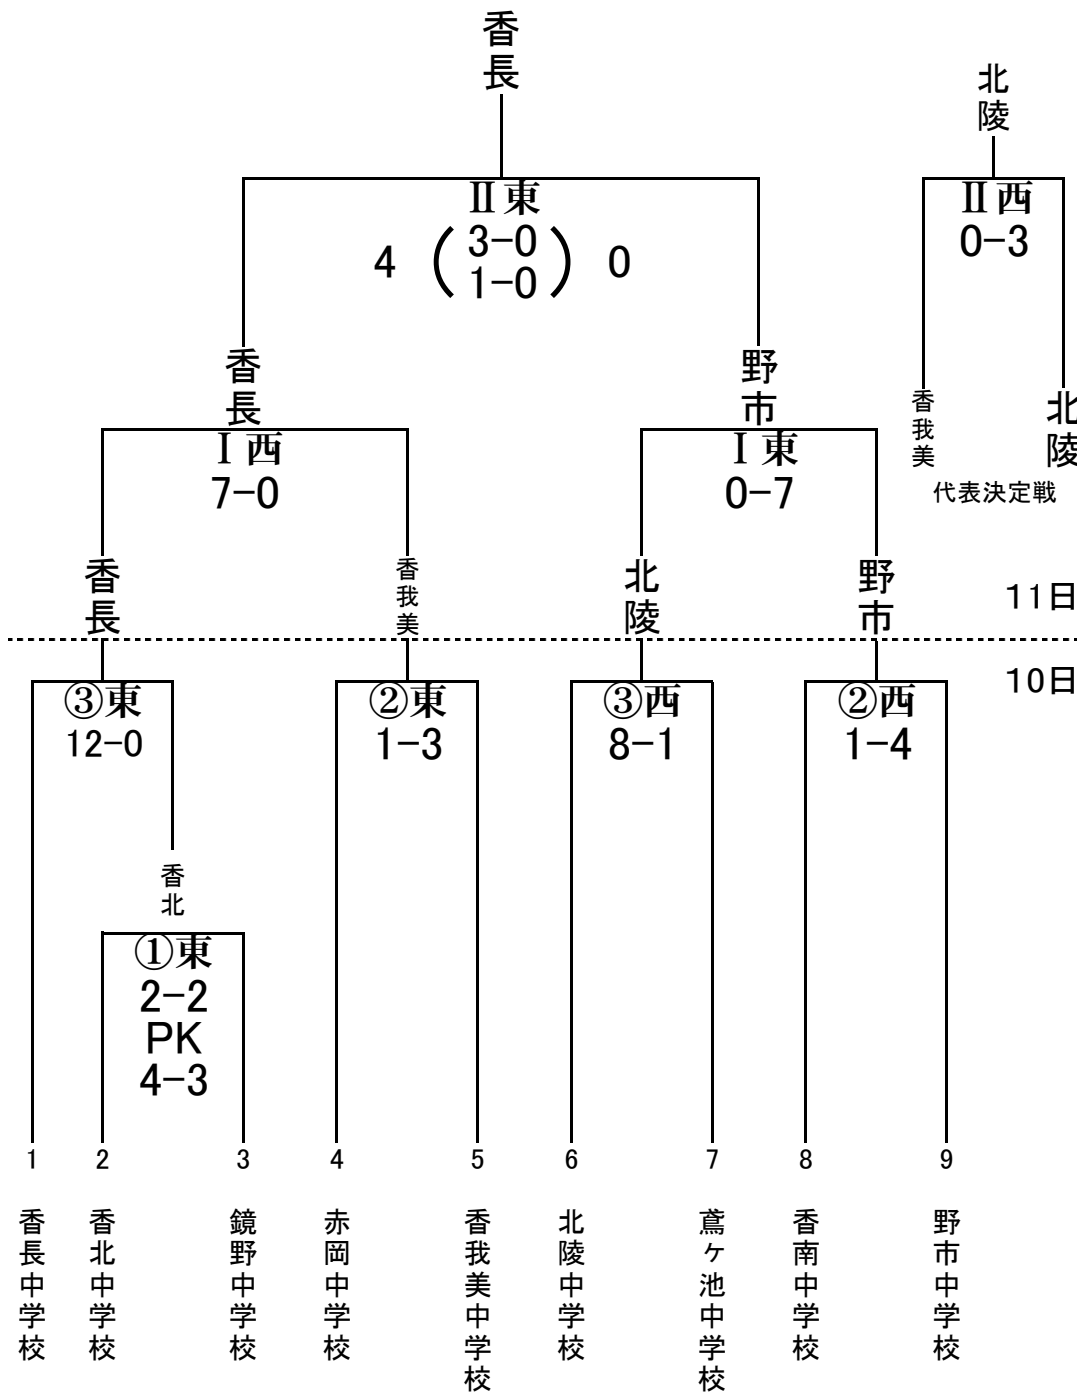 香長
北陵
Ⅱ東
4 ( 3-0 1-0 ) 0
Ⅱ西
0-3
香長
野市
香我美
北陵
代表決定戦
Ⅰ西
7-0
Ⅰ東
0-7
香長
香我美
北陵
野市
11日
10日
③東
12-0
②東
1-3
③西
8-1
②西
1-4
香北
①東
2-2
PK
4-3
1
2
3
4
5
6
7
8
9
香長中学校
香北中学校
鏡野中学校
赤岡中学校
香我美中学校
北陵中学校
鳶ヶ池中学校
香南中学校
野市中学校